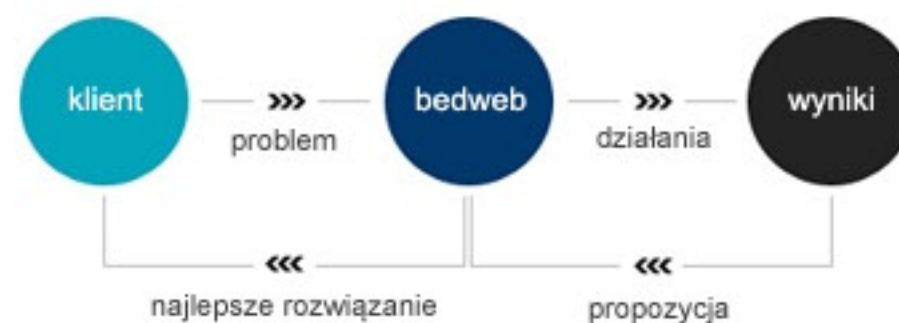 klient
problem
bedweb
działania
wyniki
najlepsze rozwiązanie
propozycja